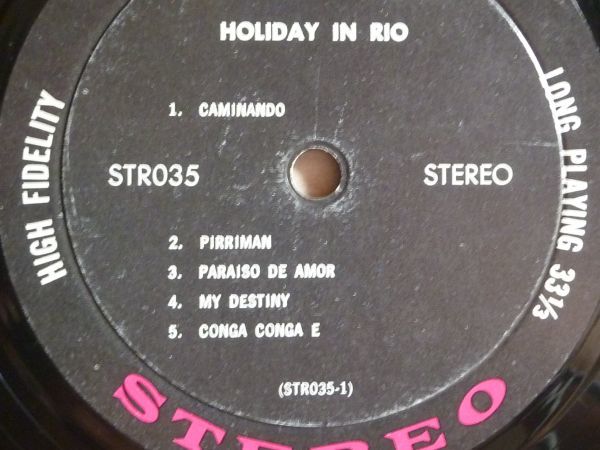 HOLIDAY IN RIO
1. CAMINANDO
STR035
STEREO
2. PIRRIMAN
3. PARAISO DE AMOR
4. MY DESTINY
5. CONGA CONGA E
(STR035-1)
HIGH FIDELITY
LONG PLAYING 33⅓
STEREO